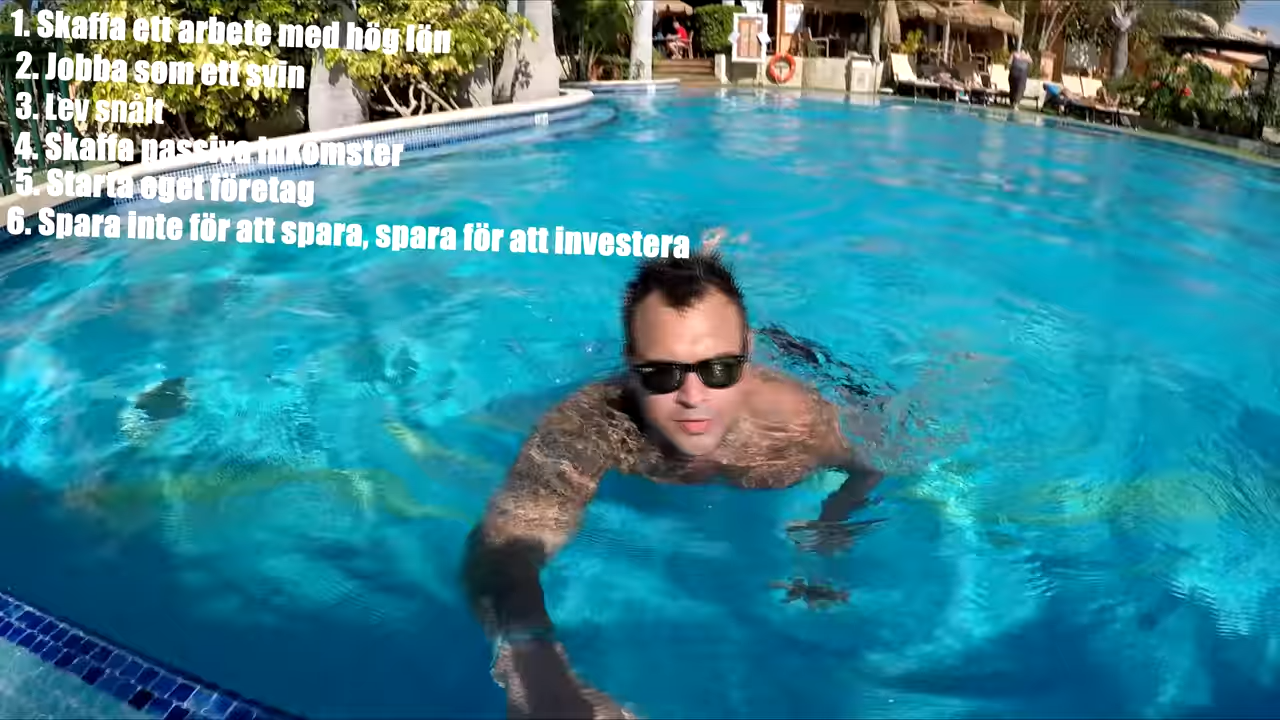 1. Skaffa ett arbete med hög lön
2. Jobba som ett svin
3. Lev snålt
4. Skaffa passiva inkomster
5. Starta eget företag
6. Spara inte för att spara, spara för att investera